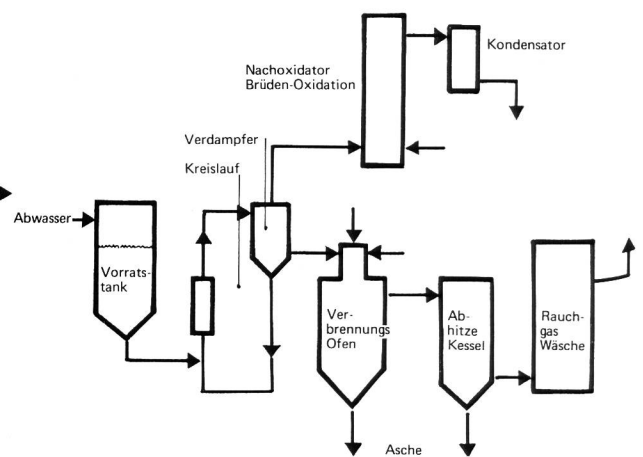 Kondensator
Nachoxidator
Brüden-Oxidation
Verdampfer
Kreislauf
Abwasser
Vorrats-
tank
Ver-
brennungs
Ofen
Ab-
hitze
Kessel
Rauch-
gas
Wäsche
Asche